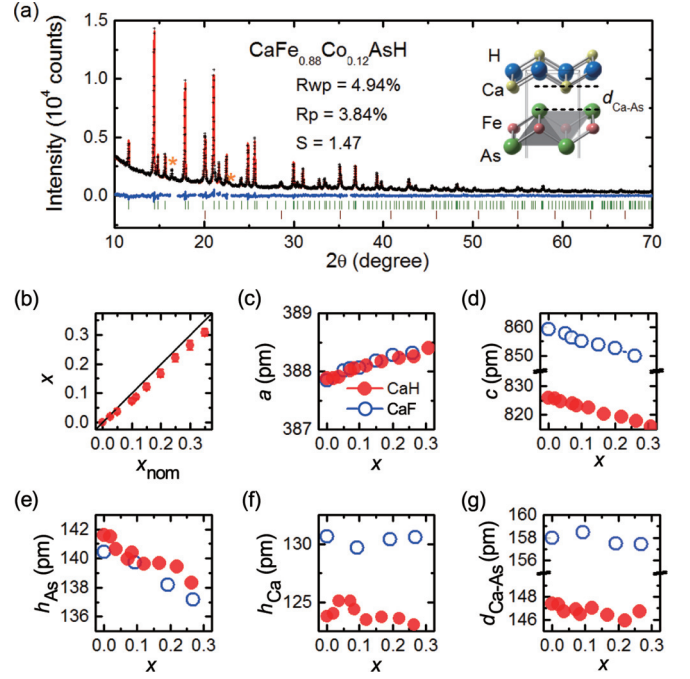 (a)
CaFe0.88Co0.12AsH
Rwp = 4.94%
Rp = 3.84%
S = 1.47
H
Ca
Fe
As
dCa-As
*
*
Intensity (10^4 counts)
1.5
1.0
0.5
0.0
10 20 30 40 50 60 70
2θ (degree)
(b)
x
0.3
0.2
0.1
0.0
0.0 0.1 0.2 0.3
xnom
(c)
a (pm)
389
388
387
CaH
CaF
0.0 0.1 0.2 0.3
x
(d)
c (pm)
860
850
830
820
0.0 0.1 0.2 0.3
x
(e)
hAs (pm)
142
140
138
136
0.0 0.1 0.2 0.3
x
(f)
hCa (pm)
130
125
0.0 0.1 0.2 0.3
x
(g)
dCa-As (pm)
160
158
156
148
146
0.0 0.1 0.2 0.3
x